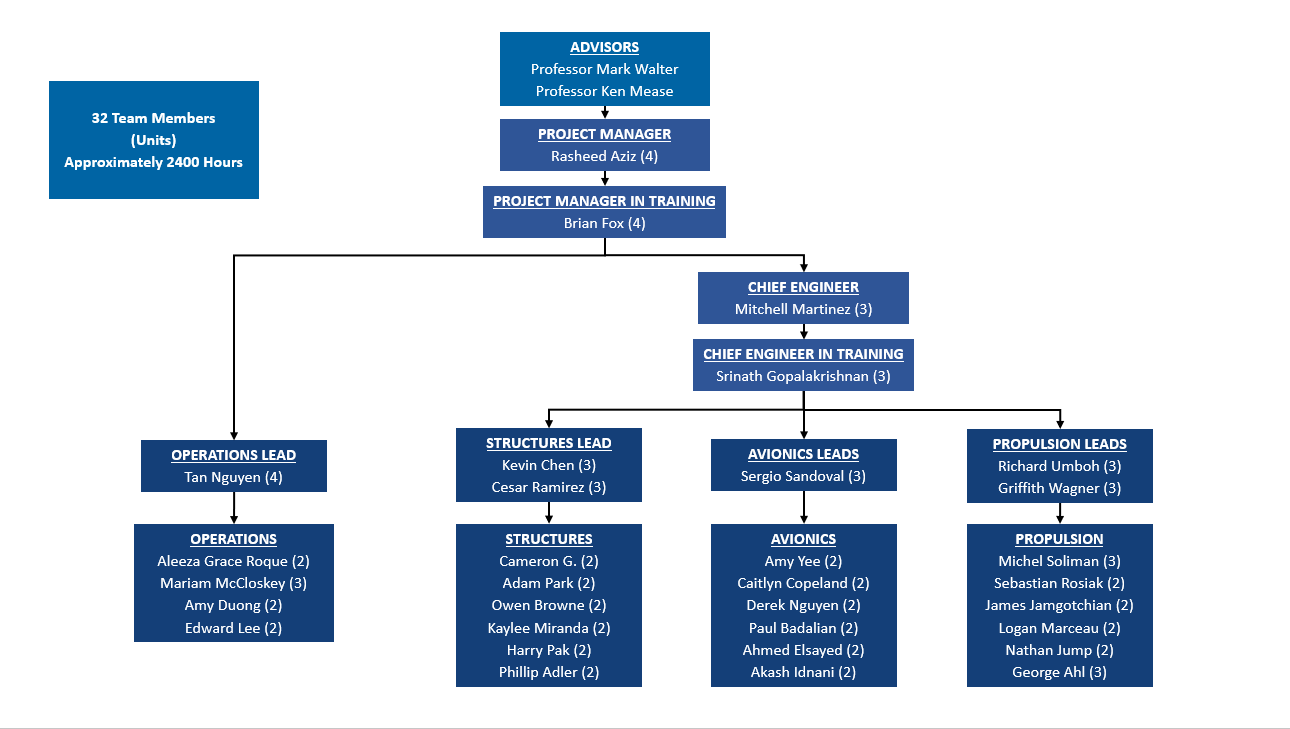 ADVISORS
Professor Mark Walter
Professor Ken Mease
32 Team Members
(Units)
Approximately 2400 Hours
PROJECT MANAGER
Rasheed Aziz (4)
PROJECT MANAGER IN TRAINING
Brian Fox (4)
CHIEF ENGINEER
Mitchell Martinez (3)
CHIEF ENGINEER IN TRAINING
Srinath Gopalakrishnan (3)
OPERATIONS LEAD
Tan Nguyen (4)
STRUCTURES LEAD
Kevin Chen (3)
Cesar Ramirez (3)
AVIONICS LEADS
Sergio Sandoval (3)
PROPULSION LEADS
Richard Umboh (3)
Griffith Wagner (3)
OPERATIONS
Aleeza Grace Roque (2)
Mariam McCloskey (3)
Amy Duong (2)
Edward Lee (2)
STRUCTURES
Cameron G. (2)
Adam Park (2)
Owen Browne (2)
Kaylee Miranda (2)
Harry Pak (2)
Phillip Adler (2)
AVIONICS
Amy Yee (2)
Caitlyn Copeland (2)
Derek Nguyen (2)
Paul Badalian (2)
Ahmed Elsayed (2)
Akash Idnani (2)
PROPULSION
Michel Soliman (3)
Sebastian Rosiak (2)
James Jamgotchian (2)
Logan Marceau (2)
Nathan Jump (2)
George Ahl (3)